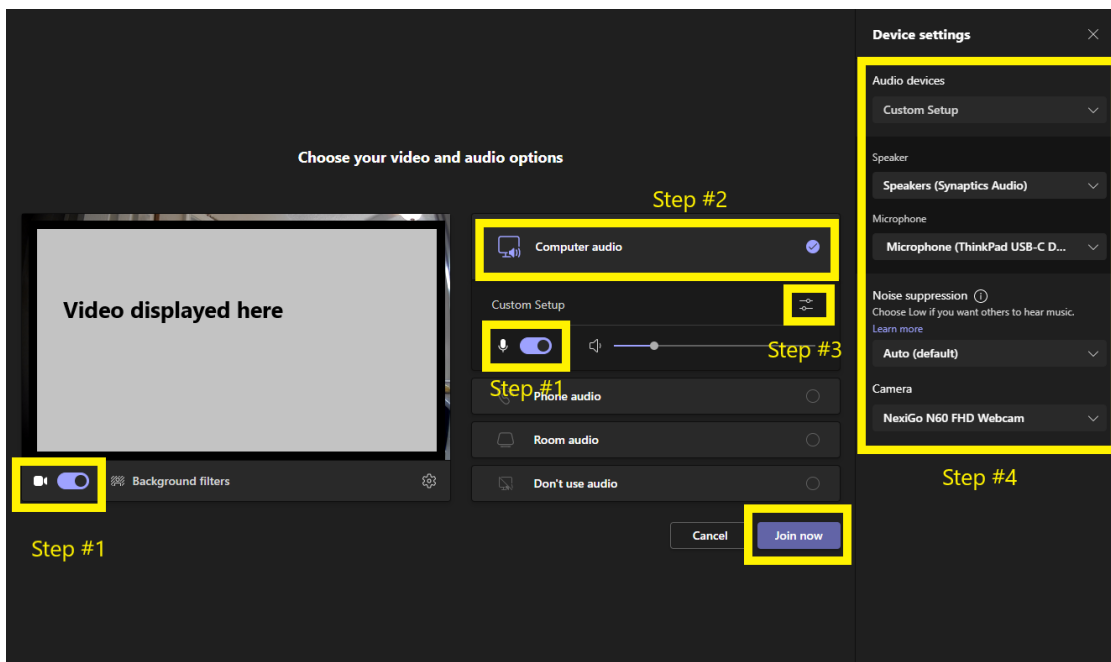 Choose your video and audio options
Video displayed here
Step #1
Background filters
Step #2
Computer audio
Custom Setup
Step #3
Step #1
Phone audio
Room audio
Don't use audio
Cancel
Join now
Device settings
Audio devices
Custom Setup
Speaker
Speakers (Synaptics Audio)
Microphone
Microphone (ThinkPad USB-C D...
Noise suppression
Choose Low if you want others to hear music.
Learn more
Auto (default)
Camera
NexiGo N60 FHD Webcam
Step #4